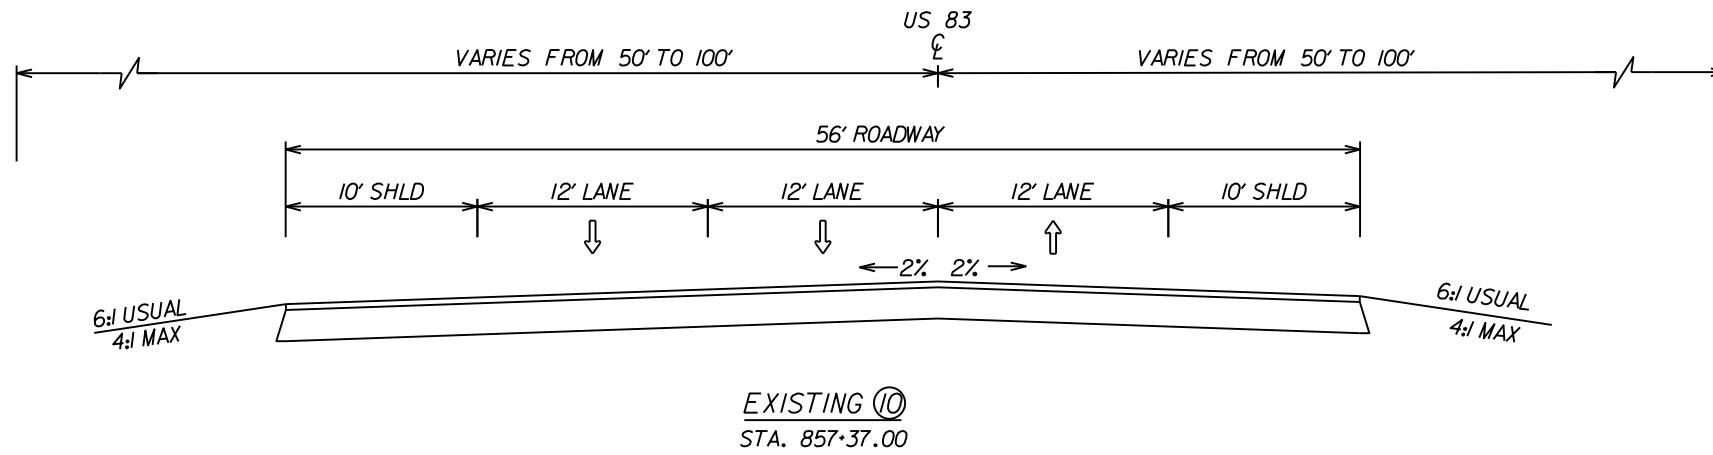 US 83
℄
VARIES FROM 50' TO 100' VARIES FROM 50' TO 100'
56' ROADWAY
10' SHLD 12' LANE 12' LANE 12' LANE 10' SHLD
2% 2%
6:1 USUAL 6:1 USUAL
4:1 MAX 4:1 MAX
EXISTING 10
STA. 857+37.00